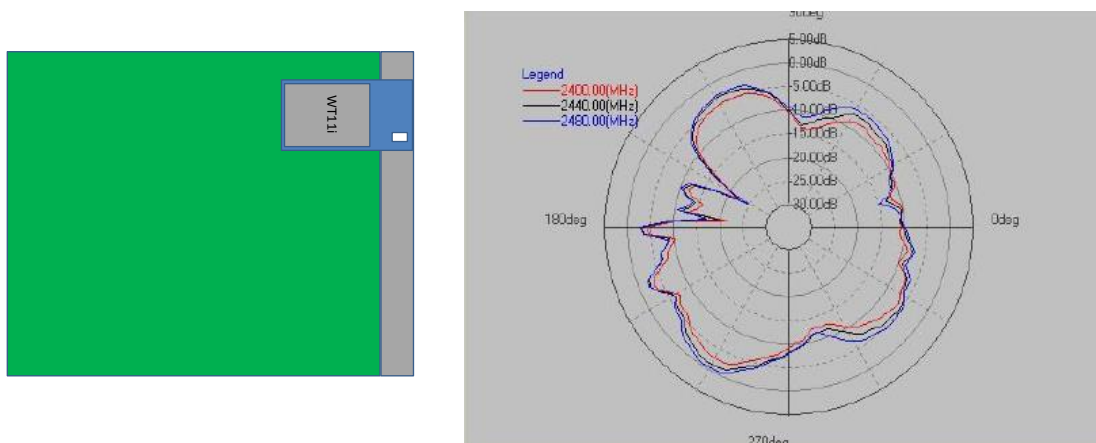 WT11i
90deg
5.00dB
0.00dB
Legend
2400.00(MHz)
2440.00(MHz)
2480.00(MHz)
-5.00dB
-10.00dB
-15.00dB
-20.00dB
-25.00dB
-30.00dB
180deg
0deg
270deg